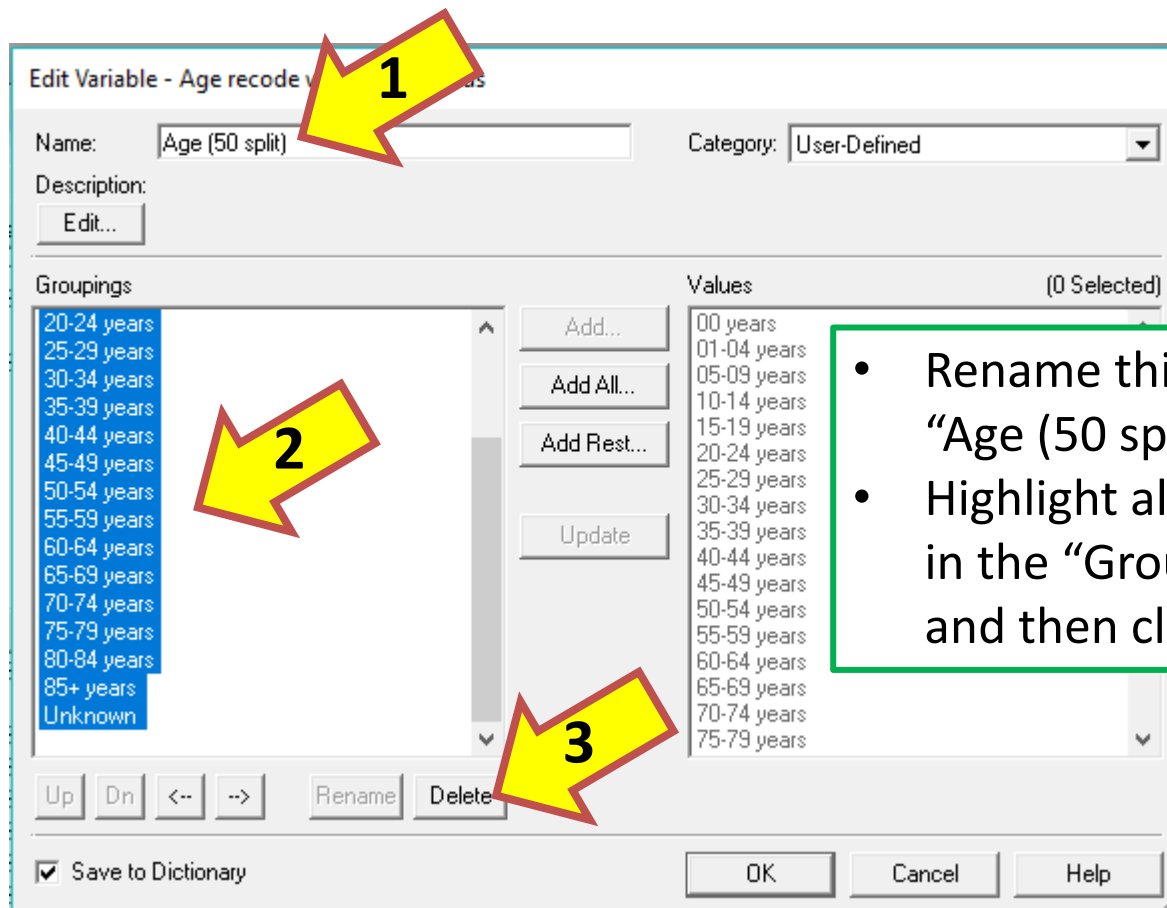 Edit Variable - Age recode
1
Name: Age (50 split)
Category: User-Defined
Description:
Edit...
Groupings
Values (0 Selected)
20-24 years
25-29 years
30-34 years
35-39 years
40-44 years
45-49 years
50-54 years
55-59 years
60-64 years
65-69 years
70-74 years
75-79 years
80-84 years
85+ years
Unknown
2
Add...
Add All...
Add Rest...
Update
00 years
01-04 years
05-09 years
10-14 years
15-19 years
20-24 years
25-29 years
30-34 years
35-39 years
40-44 years
45-49 years
50-54 years
55-59 years
60-64 years
65-69 years
70-74 years
75-79 years
• Rename thi
“Age (50 sp
• Highlight al
in the “Grou
and then cl
3
Up Dn <-- --> Rename Delete
Save to Dictionary
OK Cancel Help